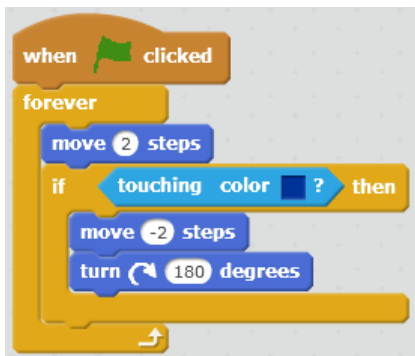 when clicked
forever
move 2 steps
if touching color ? then
move -2 steps
turn 180 degrees